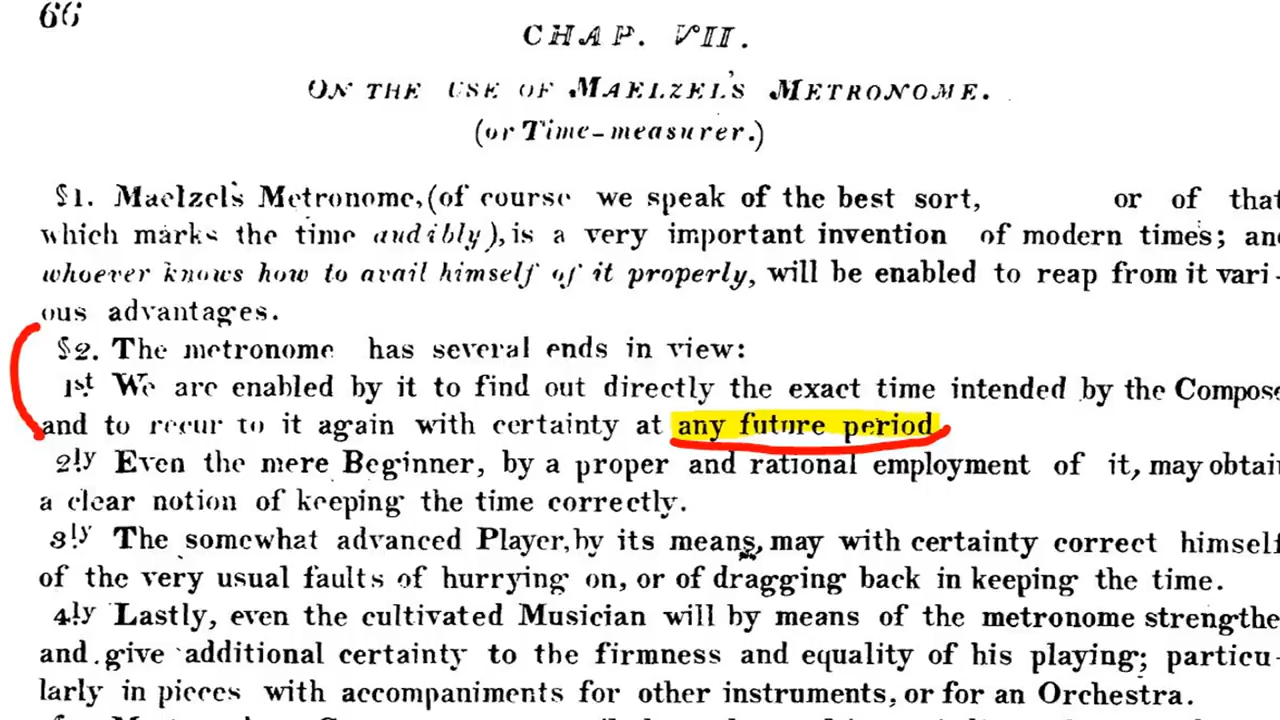 66
CHAP. VII.
ON THE USE OF MAELZEL'S METRONOME.
(or Time-measurer.)
§1. Maelzel's Metronome, (of course we speak of the best sort, or of that
which marks the time audibly), is a very important invention of modern times; and
whoever knows how to avail himself of it properly, will be enabled to reap from it vari-
ous advantages.
§2. The metronome has several ends in view:
1st We are enabled by it to find out directly the exact time intended by the Compose
and to recur to it again with certainty at any future period
2ly Even the mere Beginner, by a proper and rational employment of it, may obtain
a clear notion of keeping the time correctly.
3ly The somewhat advanced Player, by its means, may with certainty correct himself
of the very usual faults of hurrying on, or of dragging back in keeping the time.
4ly Lastly, even the cultivated Musician will by means of the metronome strengthe
and give additional certainty to the firmness and equality of his playing; particu-
larly in pieces with accompaniments for other instruments, or for an Orchestra.